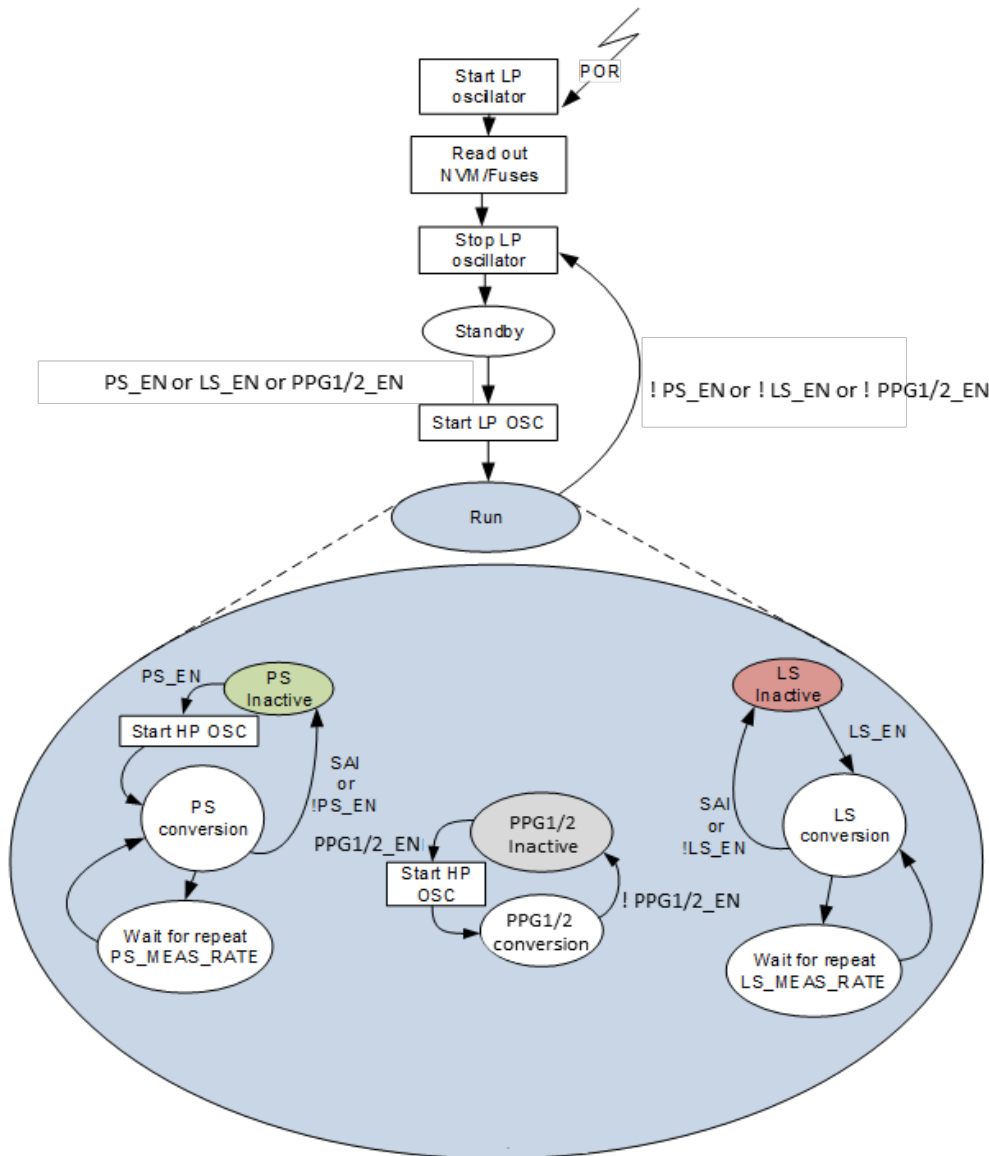 POR
Start LP
oscillator
Read out
NVM/Fuses
Stop LP
oscillator
Standby
PS_EN or LS_EN or PPG1/2_EN
! PS_EN or ! LS_EN or ! PPG1/2_EN
Start LP OSC
Run
PS_EN
PS
Inactive
Start HP OSC
SAI
or
!PS_EN
PS
conversion
Wait for repeat
PS_MEAS_RATE
PPG1/2_EN
PPG1/2
Inactive
Start HP
OSC
! PPG1/2_EN
PPG1/2
conversion
LS
Inactive
LS_EN
SAI
or
!LS_EN
LS
conversion
Wait for repeat
LS_MEAS_RATE